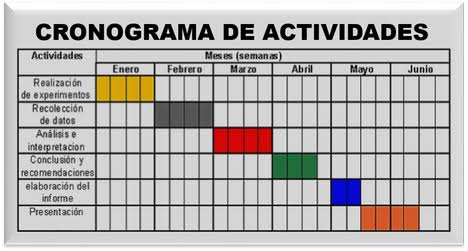 CRONOGRAMA DE ACTIVIDADES
Actividades
Meses (semanas)
Enero Febrero Marzo Abril Mayo Junio
Realización
de experimentos
Recolección
de datos
Análisis e
interpretacion
Conclusión y
recomendaciones
elaboración del
informe
Presentación